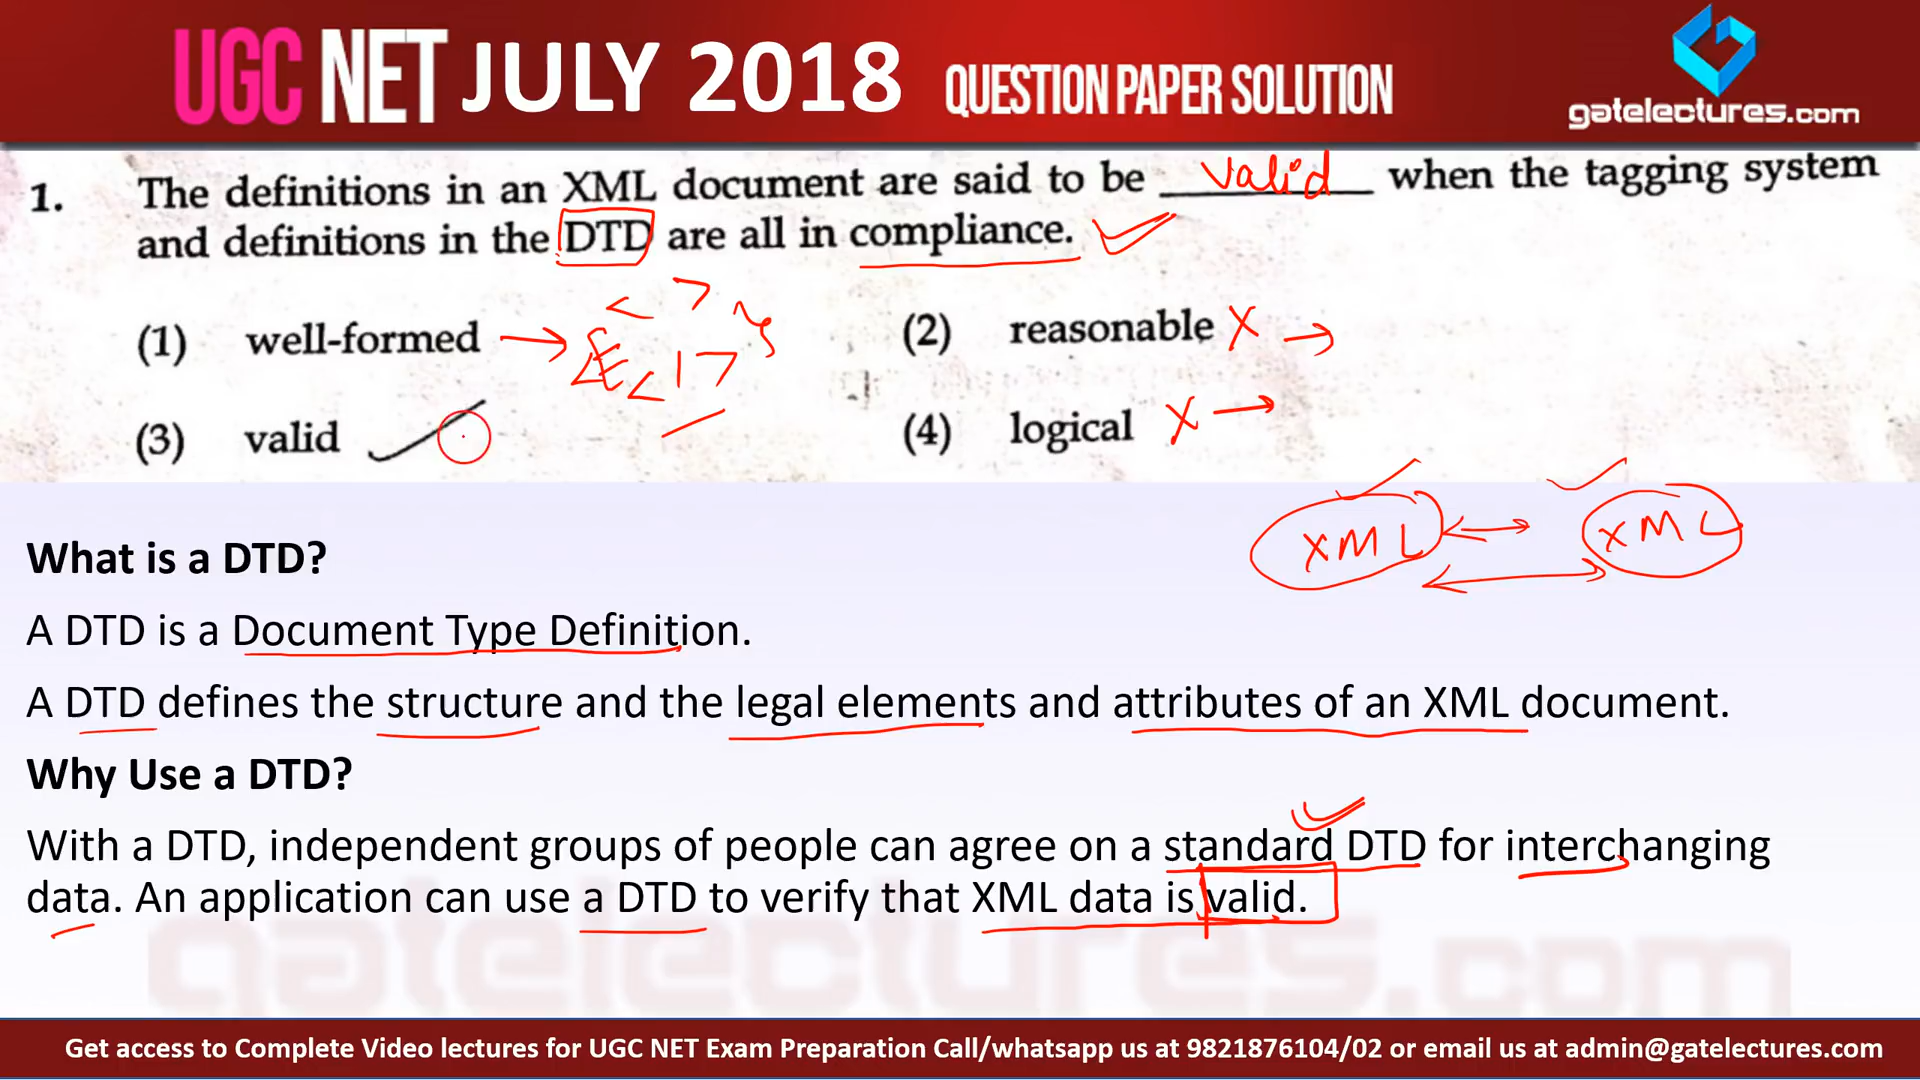 UGC NET JULY 2018 QUESTION PAPER SOLUTION
gatelectures.com
1. The definitions in an XML document are said to be valid when the tagging system
and definitions in the DTD are all in compliance.
(1) well-formed (2) reasonable X
(3) valid (4) logical X
XML XML
What is a DTD?
A DTD is a Document Type Definition.
A DTD defines the structure and the legal elements and attributes of an XML document.
Why Use a DTD?
With a DTD, independent groups of people can agree on a standard DTD for interchanging
data. An application can use a DTD to verify that XML data is valid.
gatelectures.com
Get access to Complete Video lectures for UGC NET Exam Preparation Call/whatsapp us at 9821876104/02 or email us at admin@gatelectures.com